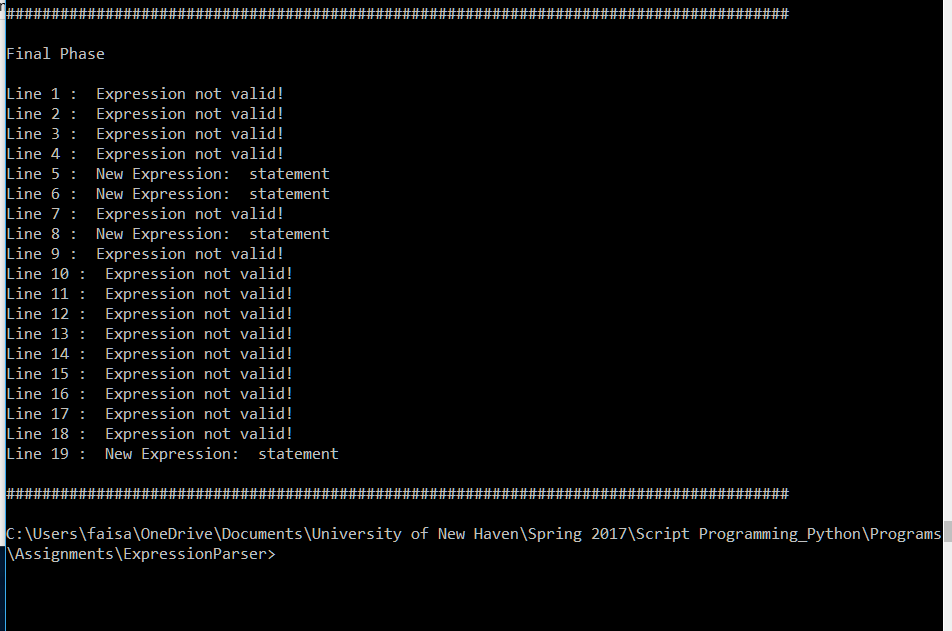 #######################################################################################
Final Phase
Line 1 :  Expression not valid!
Line 2 :  Expression not valid!
Line 3 :  Expression not valid!
Line 4 :  Expression not valid!
Line 5 :  New Expression:  statement
Line 6 :  New Expression:  statement
Line 7 :  Expression not valid!
Line 8 :  New Expression:  statement
Line 9 :  Expression not valid!
Line 10 :  Expression not valid!
Line 11 :  Expression not valid!
Line 12 :  Expression not valid!
Line 13 :  Expression not valid!
Line 14 :  Expression not valid!
Line 15 :  Expression not valid!
Line 16 :  Expression not valid!
Line 17 :  Expression not valid!
Line 18 :  Expression not valid!
Line 19 :  New Expression:  statement
#######################################################################################
C:\Users\faisa\OneDrive\Documents\University of New Haven\Spring 2017\Script Programming_Python\Programs
\Assignments\ExpressionParser>